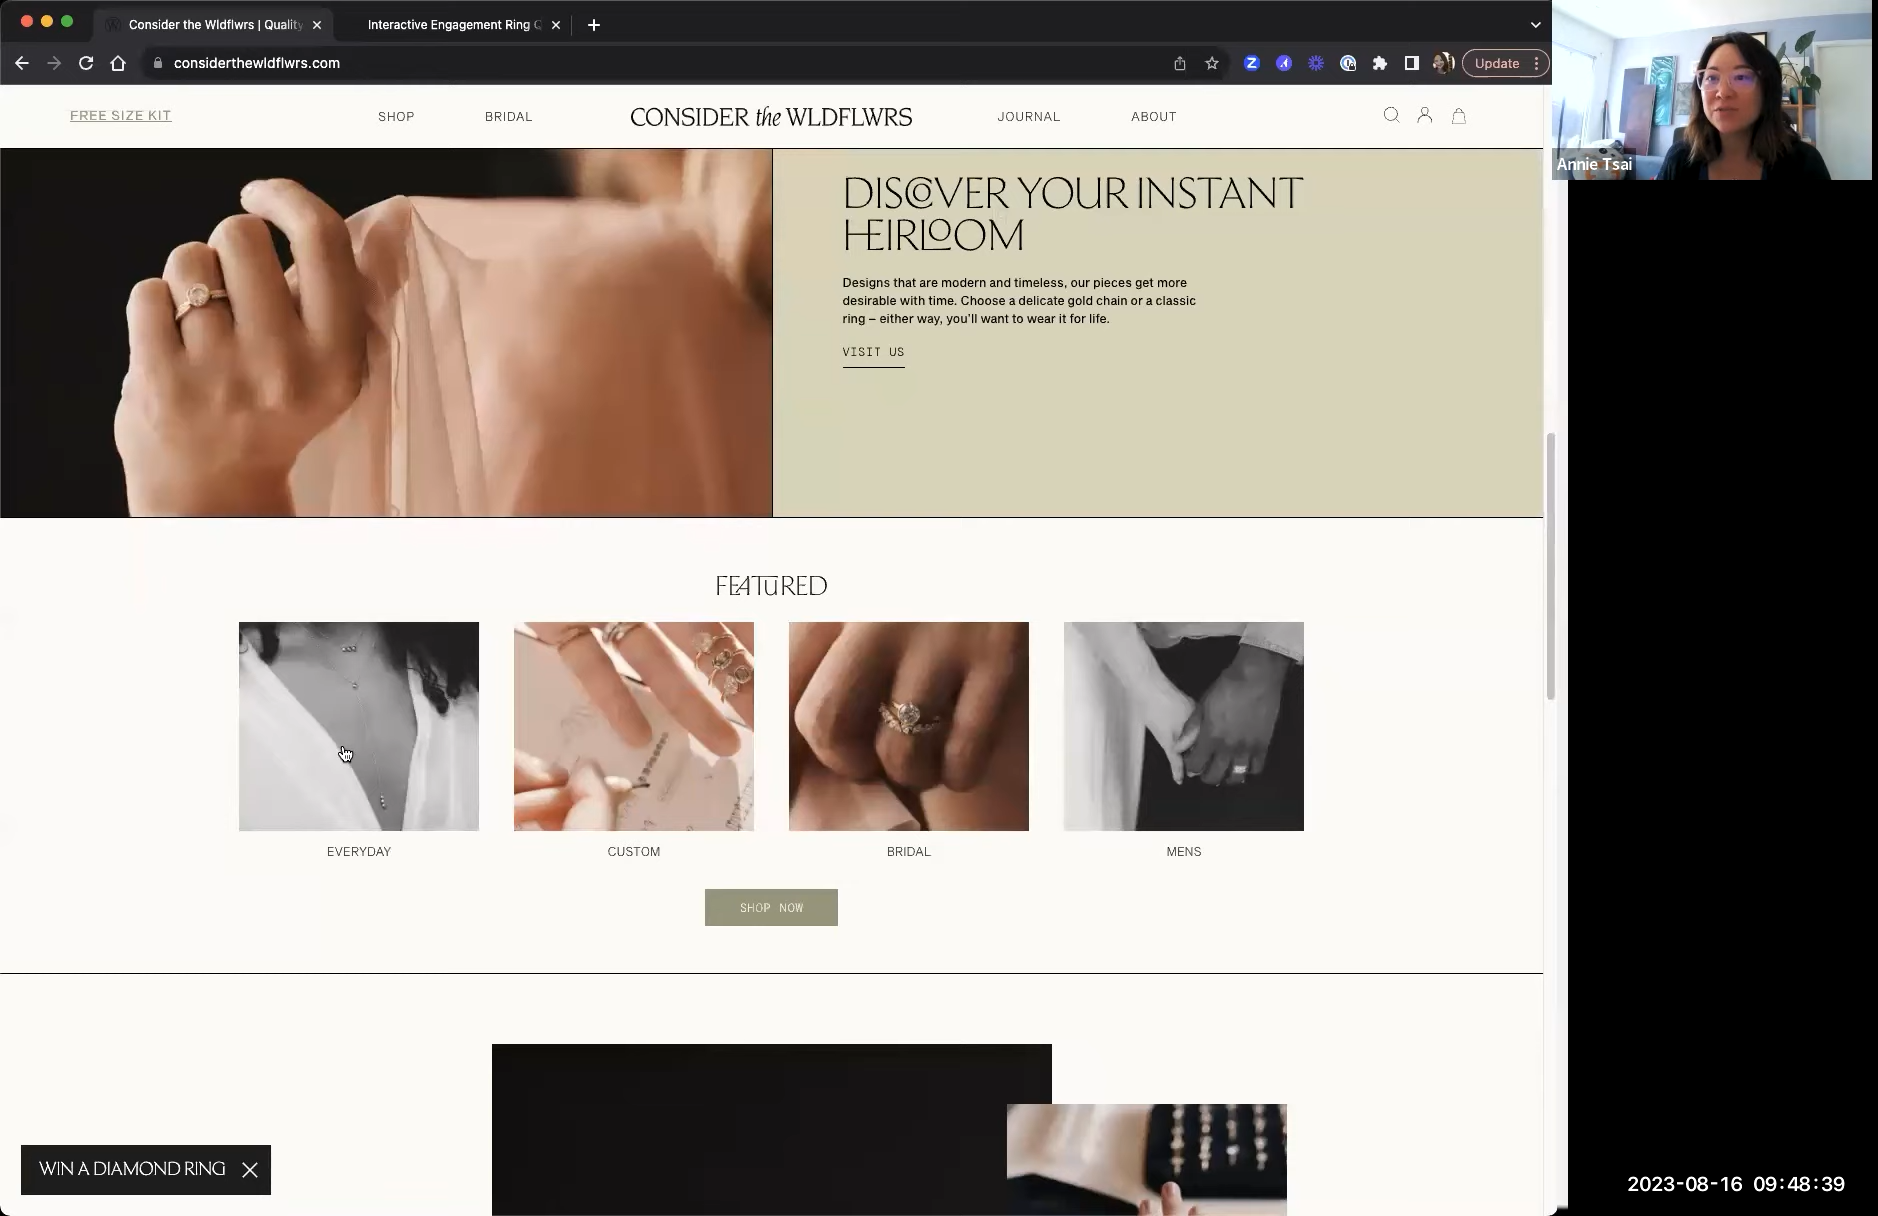 Consider the Wldflwrs | Quality
Interactive Engagement Ring Q
considerthewldflwrs.com
Update
FREE SIZE KIT
SHOP
BRIDAL
CONSIDER the WLDFLWRS
JOURNAL
ABOUT
Annie Tsai
DISCOVER YOUR INSTANT
HEIRLOOM
Designs that are modern and timeless, our pieces get more
desirable with time. Choose a delicate gold chain or a classic
ring – either way, you'll want to wear it for life.
VISIT US
FEATURED
EVERYDAY
CUSTOM
BRIDAL
MENS
SHOP NOW
WIN A DIAMOND RING
2023-08-16 09:48:39